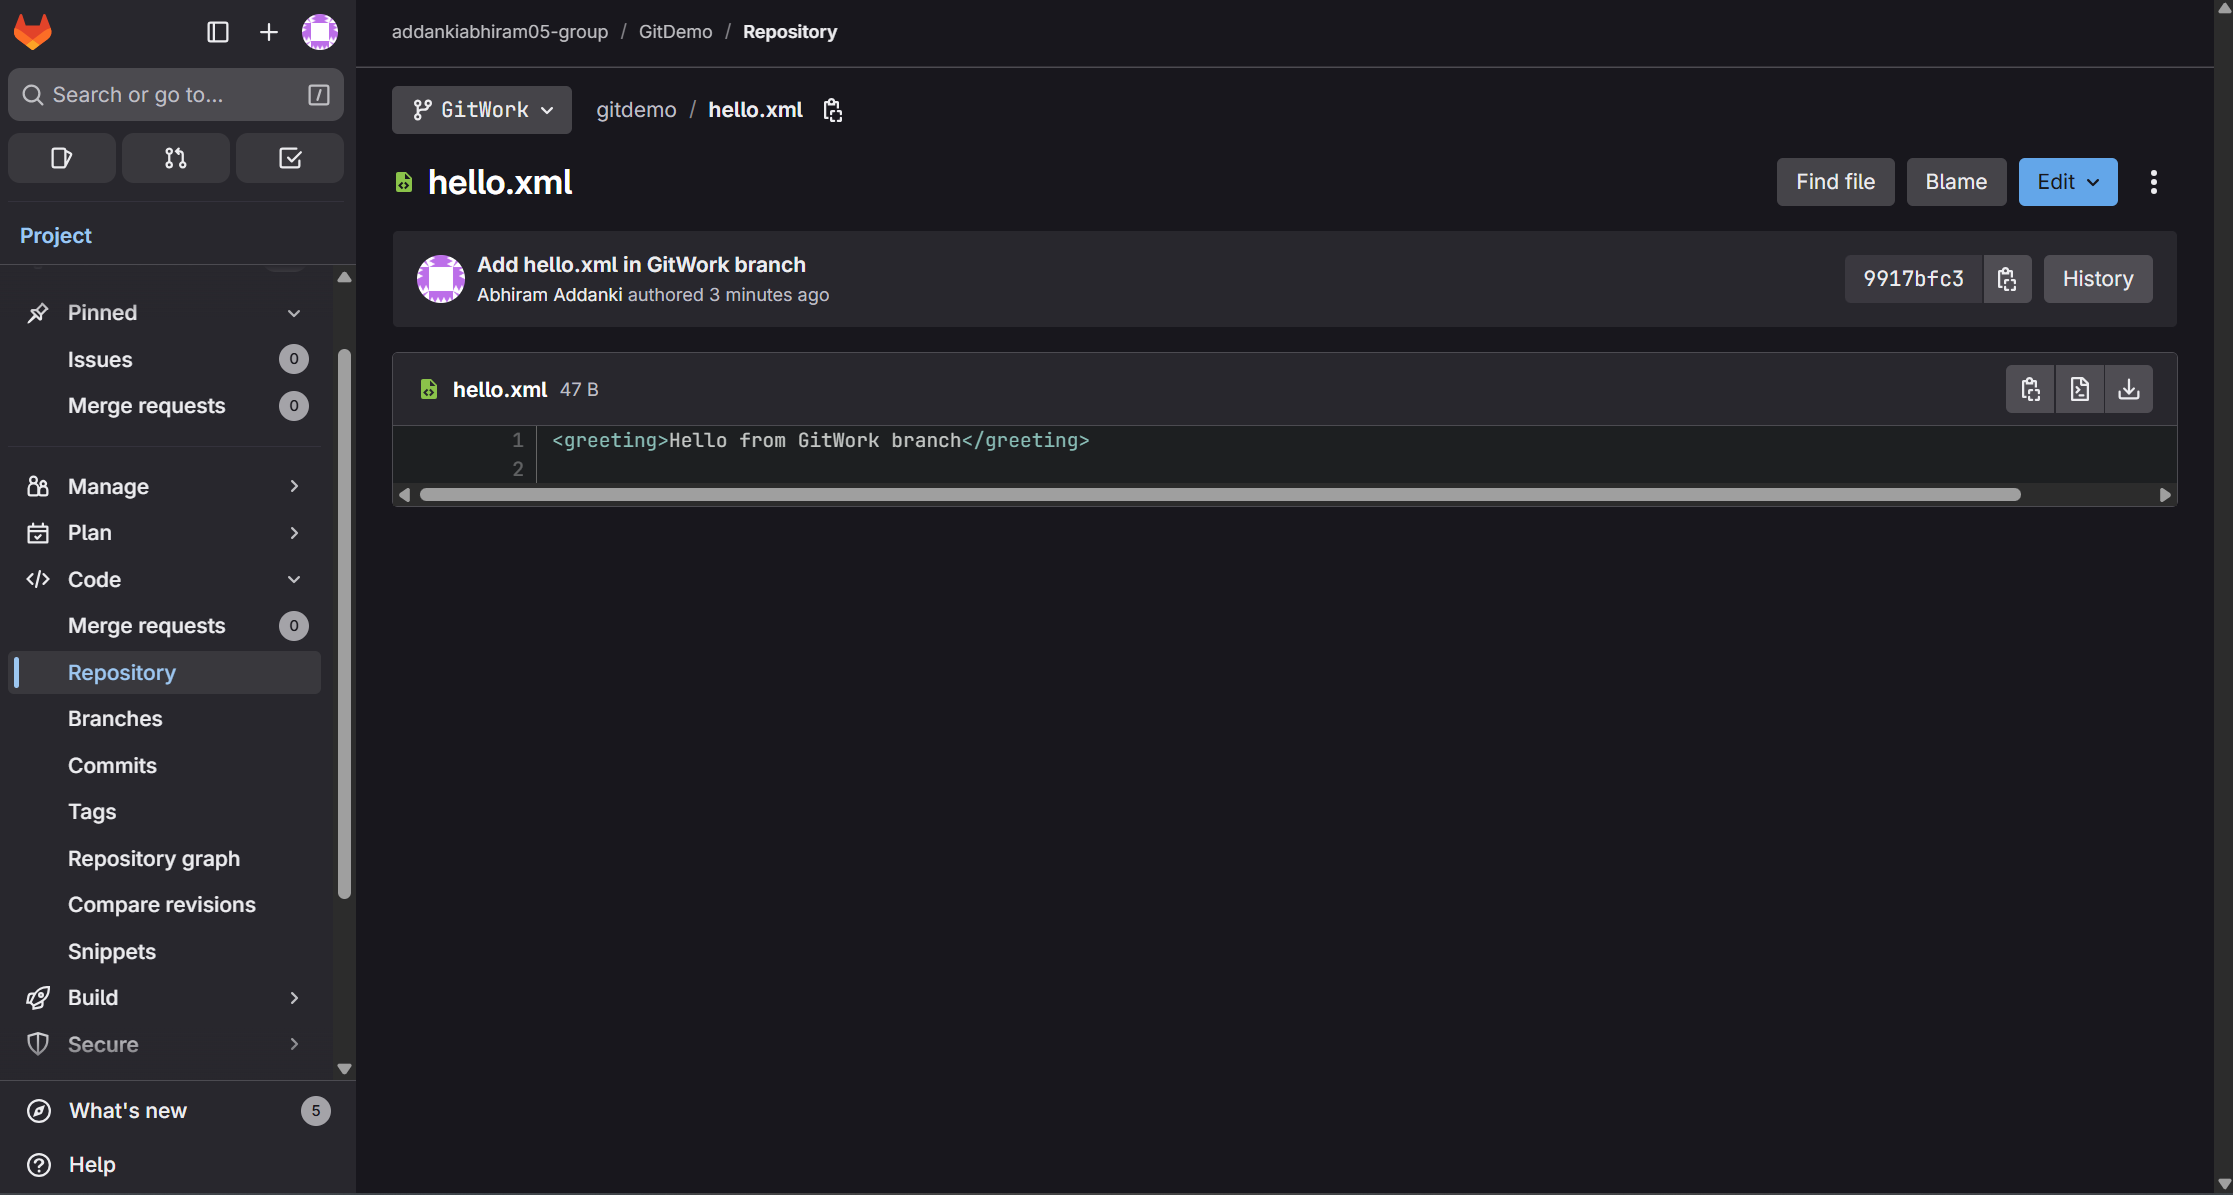 addankiabhiram05-group / GitDemo / Repository
Search or go to... /
Project
Pinned
Issues 0
Merge requests 0
Manage
Plan
Code
Merge requests 0
Repository
Branches
Commits
Tags
Repository graph
Compare revisions
Snippets
Build
Secure
What's new 5
Help
GitWork gitdemo / hello.xml
hello.xml
Find file Blame Edit
Add hello.xml in GitWork branch
Abhiram Addanki authored 3 minutes ago
9917bfc3 History
hello.xml 47 B
1 <greeting>Hello from GitWork branch</greeting>
2